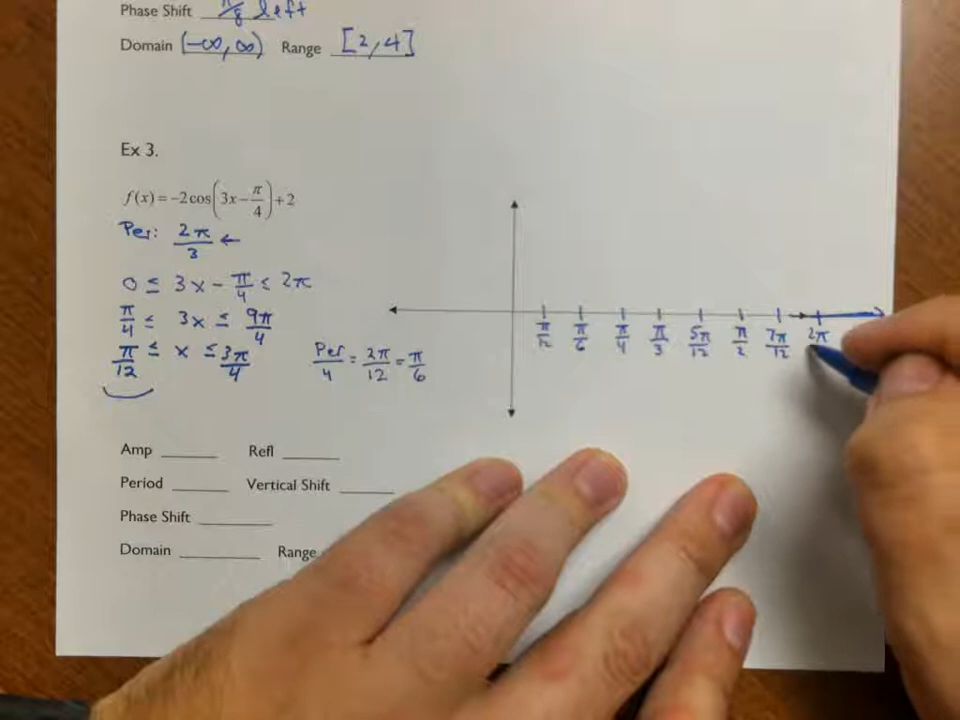 Phase Shift π/8 left
Domain (-∞, ∞) Range [2, 4]
Ex 3.
f(x) = -2cos(3x - π/4) + 2
Per: 2π/3 ←
0 ≤ 3x - π/4 ≤ 2π
π/4 ≤ 3x ≤ 9π/4
π/12 ≤ x ≤ 3π/4
Per/4 = 2π/12 = π/6
π/12 π/6 π/4 π/3 5π/12 π/2 7π/12 2π
Amp
Refl
Period
Vertical Shift
Phase Shift
Domain
Range